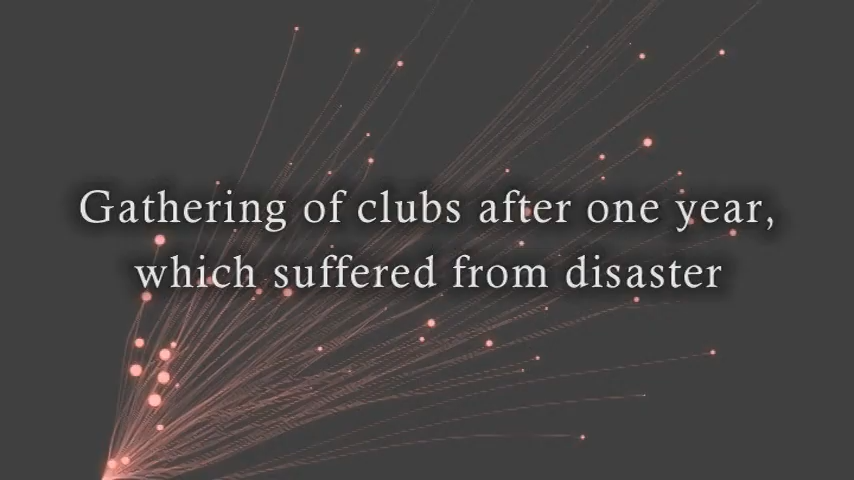 Gathering of clubs after one year,
which suffered from disaster